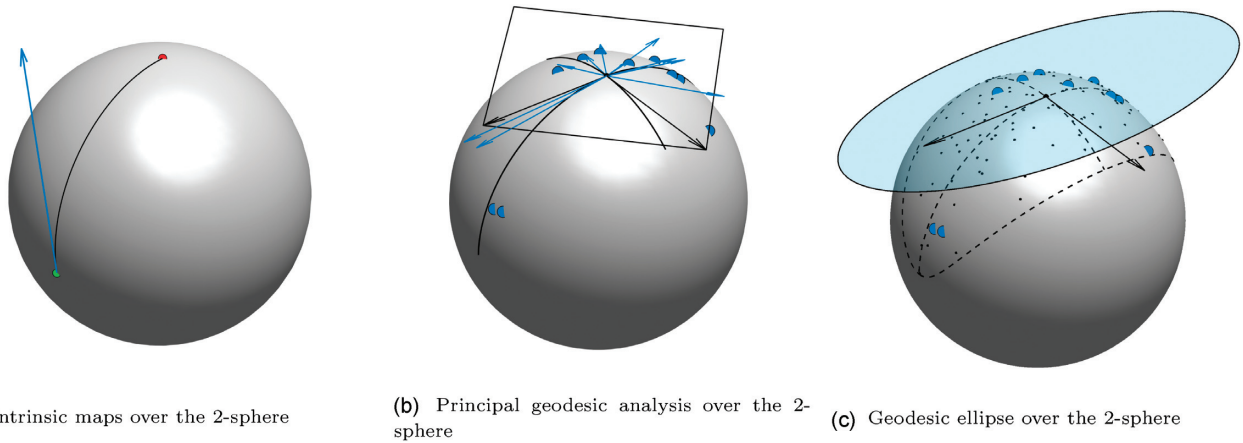 ntrinsic maps over the 2-sphere
(b) Principal geodesic analysis over the 2-
sphere
(c) Geodesic ellipse over the 2-sphere